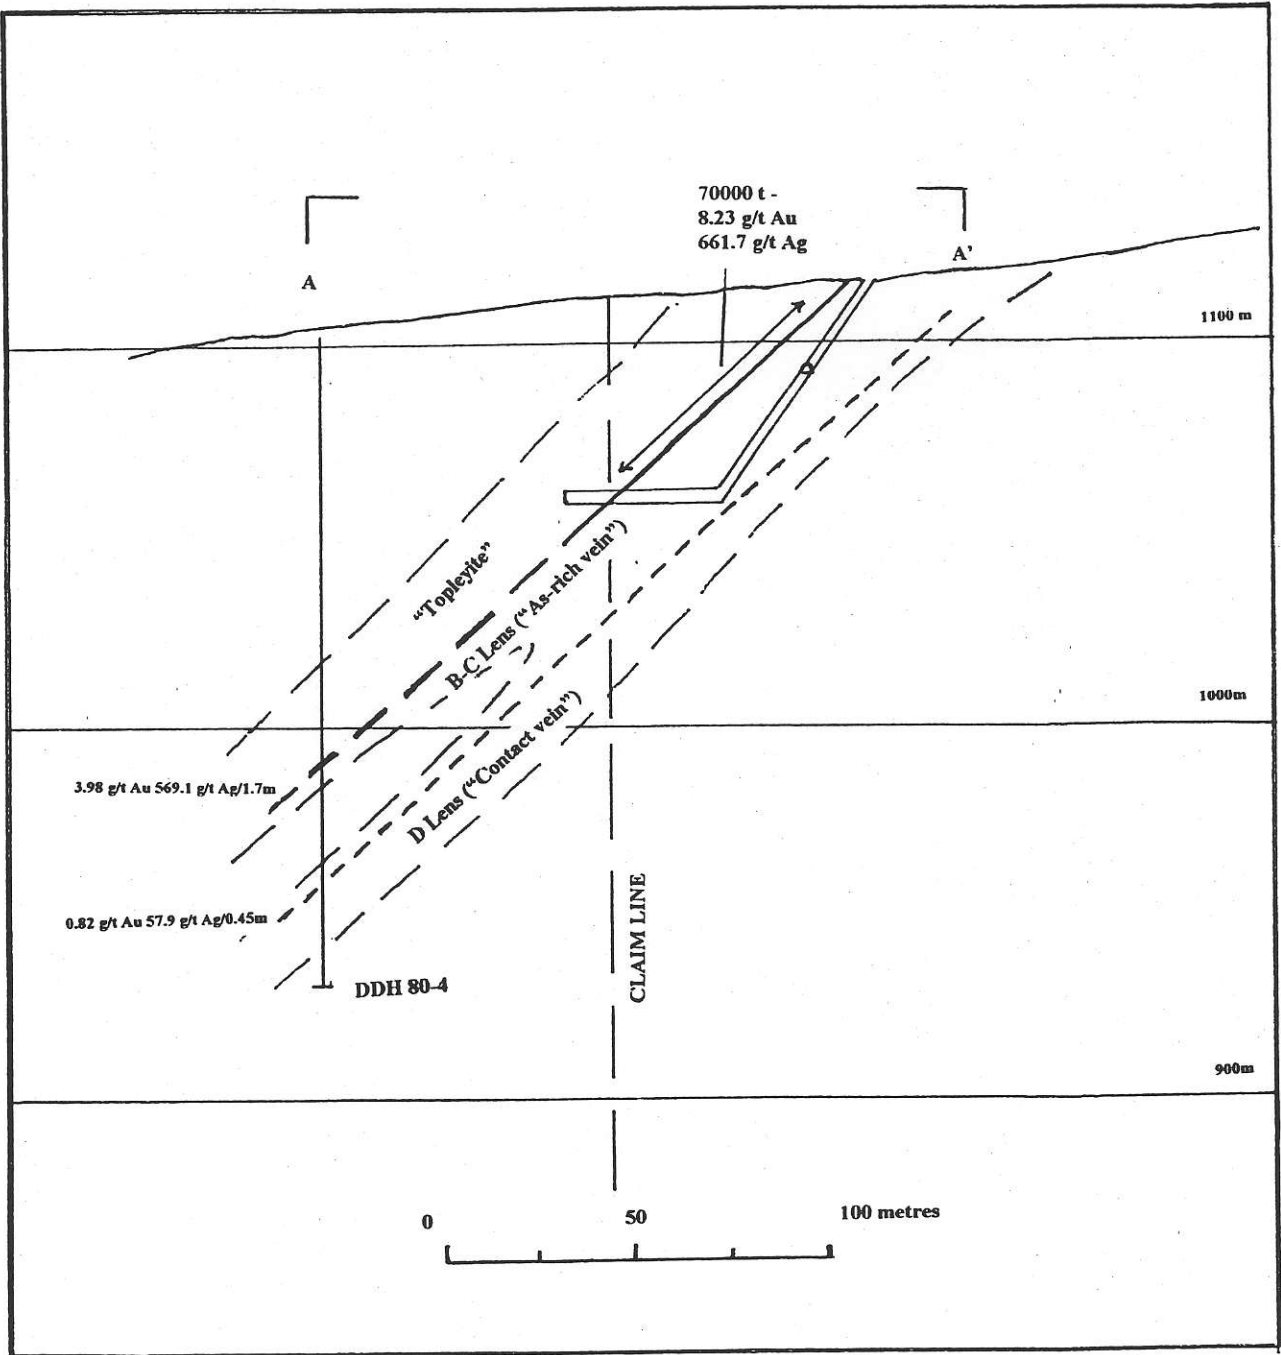 70000 t -
8.23 g/t Au
661.7 g/t Ag
A
A'
1100 m
"Topleyite"
B-C Lens ("As-rich vein")
1000m
D Lens ("Contact vein")
3.98 g/t Au 569.1 g/t Ag/1.7m
0.82 g/t Au 57.9 g/t Ag/0.45m
CLAIM LINE
DDH 80-4
900m
0
50
100 metres